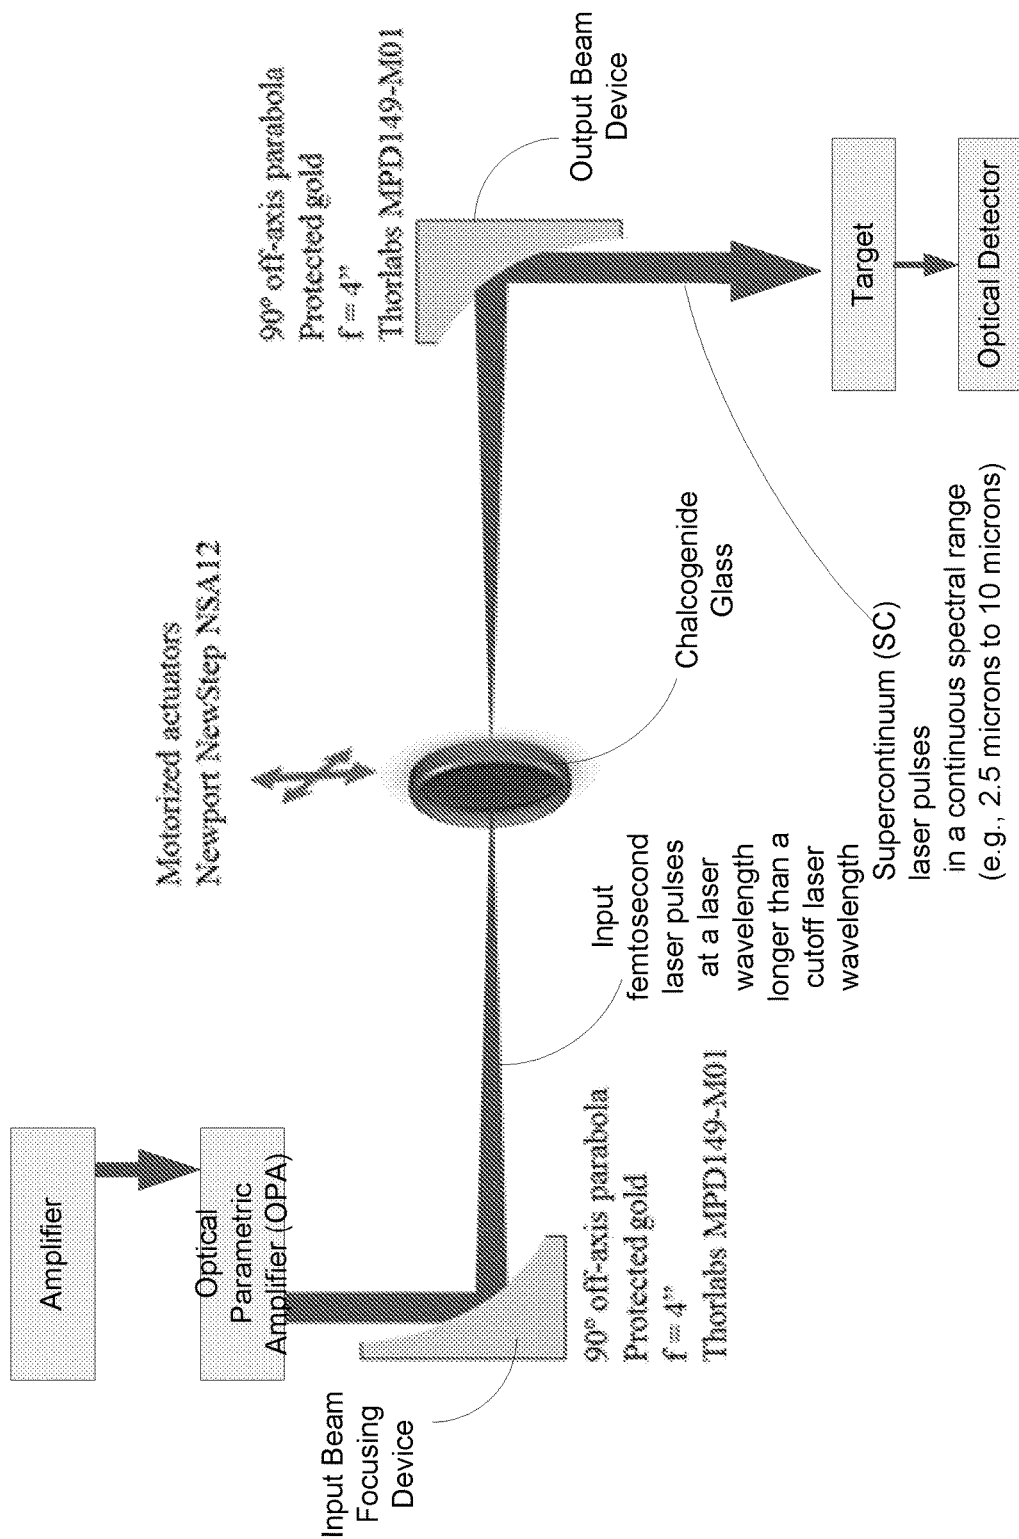 Amplifier
Optical
Parametric
Amplifier (OPA)
Input Beam
Focusing
Device
90° off-axis parabola
Protected gold
f = 4”
Thorlabs MPD149-M01
Input
femtosecond
laser pulses
at a laser
wavelength
longer than a
cutoff laser
wavelength
Motorized actuators
Newport NewStep NSA12
Chalcogenide
Glass
90° off-axis parabola
Protected gold
f = 4”
Thorlabs MPD149-M01
Output Beam
Device
Supercontinuum (SC)
laser pulses
in a continuous spectral range
(e.g., 2.5 microns to 10 microns)
Target
Optical Detector